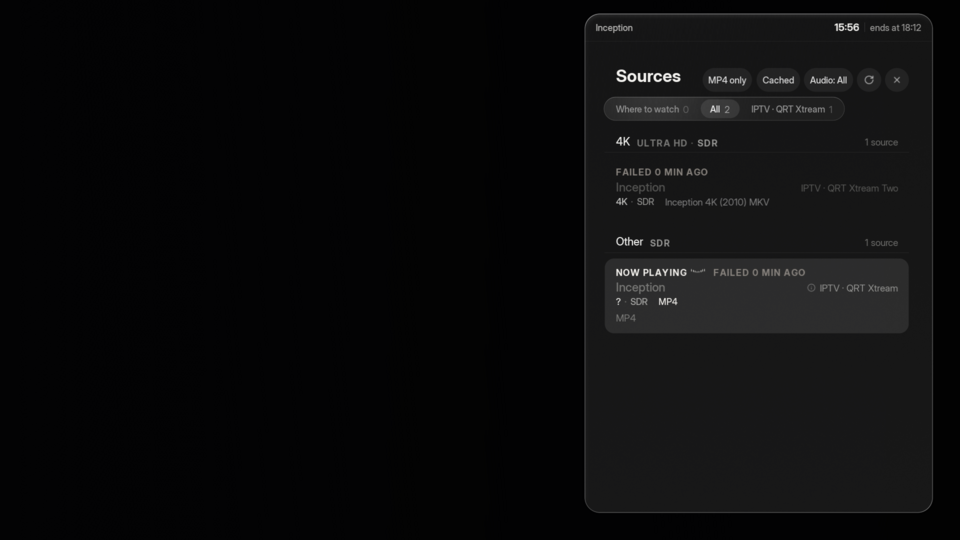 Inception 15:56 ends at 18:12
Sources MP4 only Cached Audio: All
Where to watch 0 All 2 IPTV · QRT Xtream 1
4K ULTRA HD · SDR 1 source
FAILED 0 MIN AGO
Inception IPTV · QRT Xtream Two
4K · SDR Inception 4K (2010) MKV
Other SDR 1 source
NOW PLAYING FAILED 0 MIN AGO
Inception IPTV · QRT Xtream
? · SDR MP4
MP4